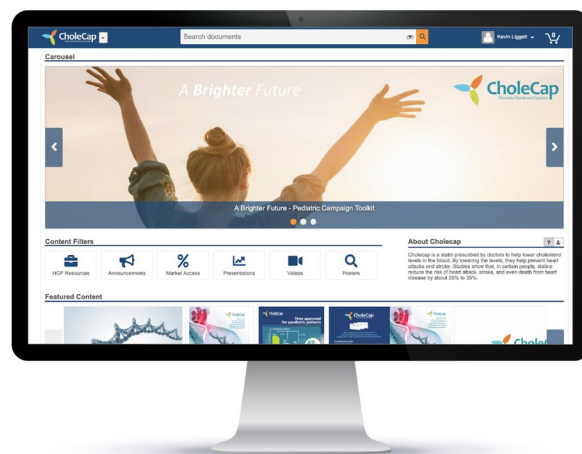 CholeCap
Search documents
Kevin Liggett
0
Carousel
A Brighter Future
CholeCap
A Brighter Future - Pediatric Campaign Toolkit
Content Filters
About Cholecap
HCP Resources
Announcements
Market Access
Presentations
Videos
Posters
Cholecap is a statin prescribed by doctors to help lower cholesterol
levels in the blood. By lowering the levels, they help prevent heart
attacks and stroke. Studies show that, in certain people, statins
reduce the risk of heart attack, stroke, and even death from heart
disease by about 25% to 35%.
Featured Content
CholeCap
CholeCap
Now approved
for pediatric patients
CholeCap
CholeCap
CholeCap